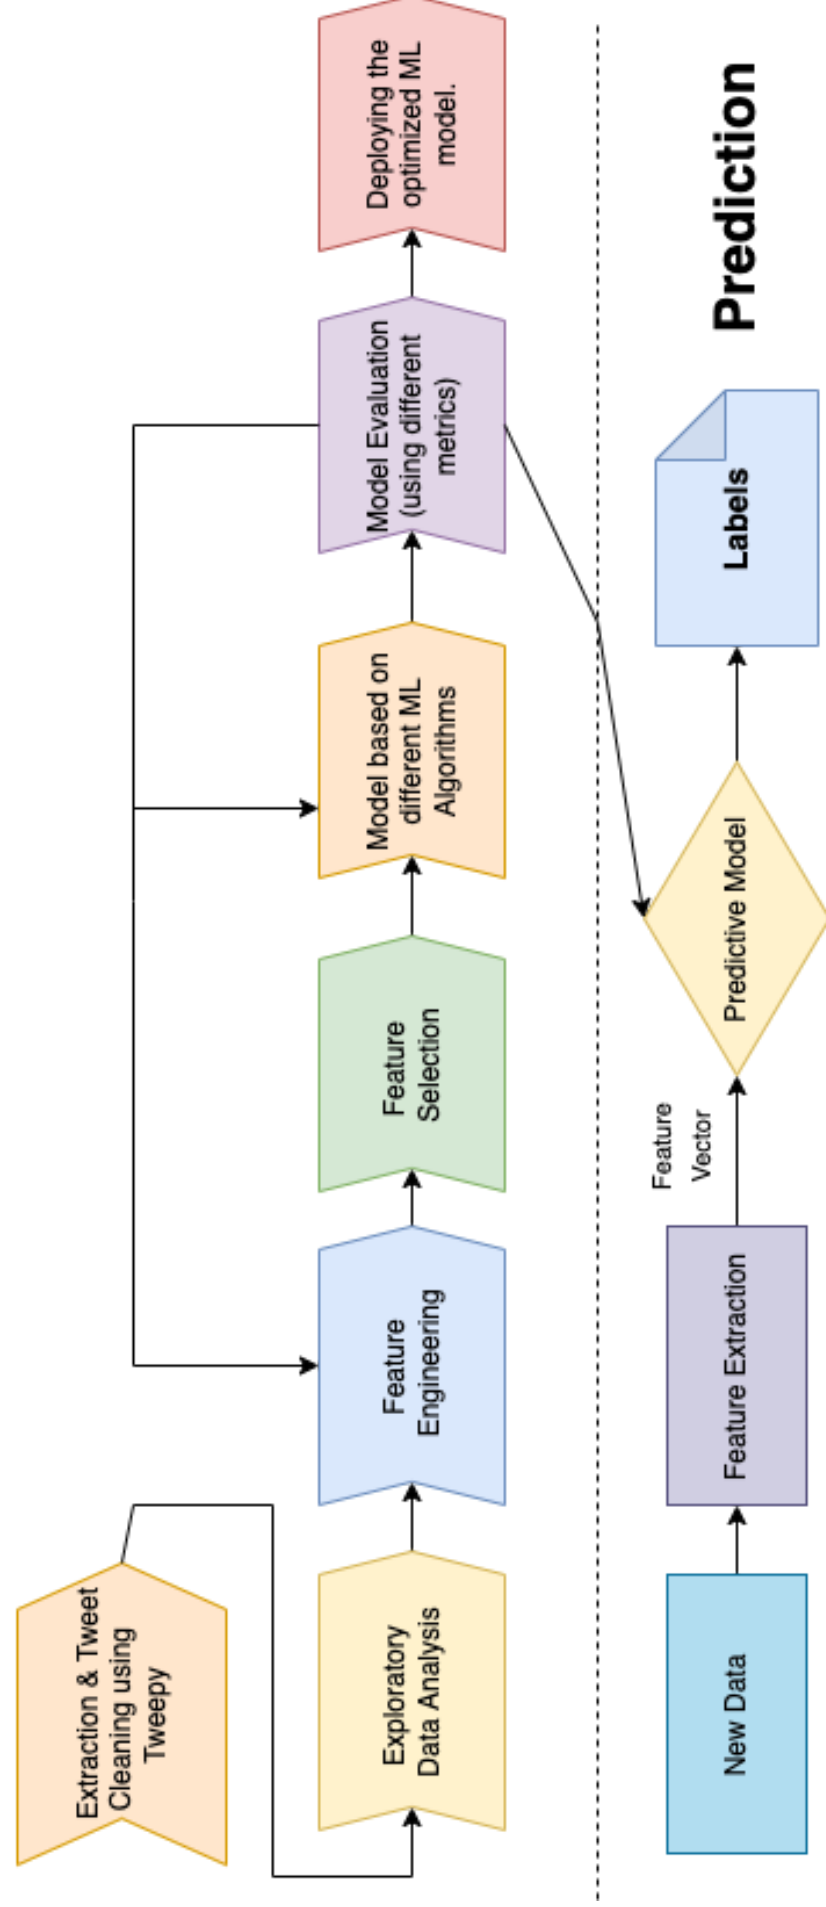 Extraction & Tweet
Cleaning using
Tweepy
Exploratory
Data Analysis
Feature
Engineering
Feature
Selection
Model based on
different ML
Algorithms
Model Evaluation
(using different
metrics)
Deploying the
optimized ML
model.
New Data
Feature Extraction
Feature
Vector
Predictive Model
Labels
Prediction